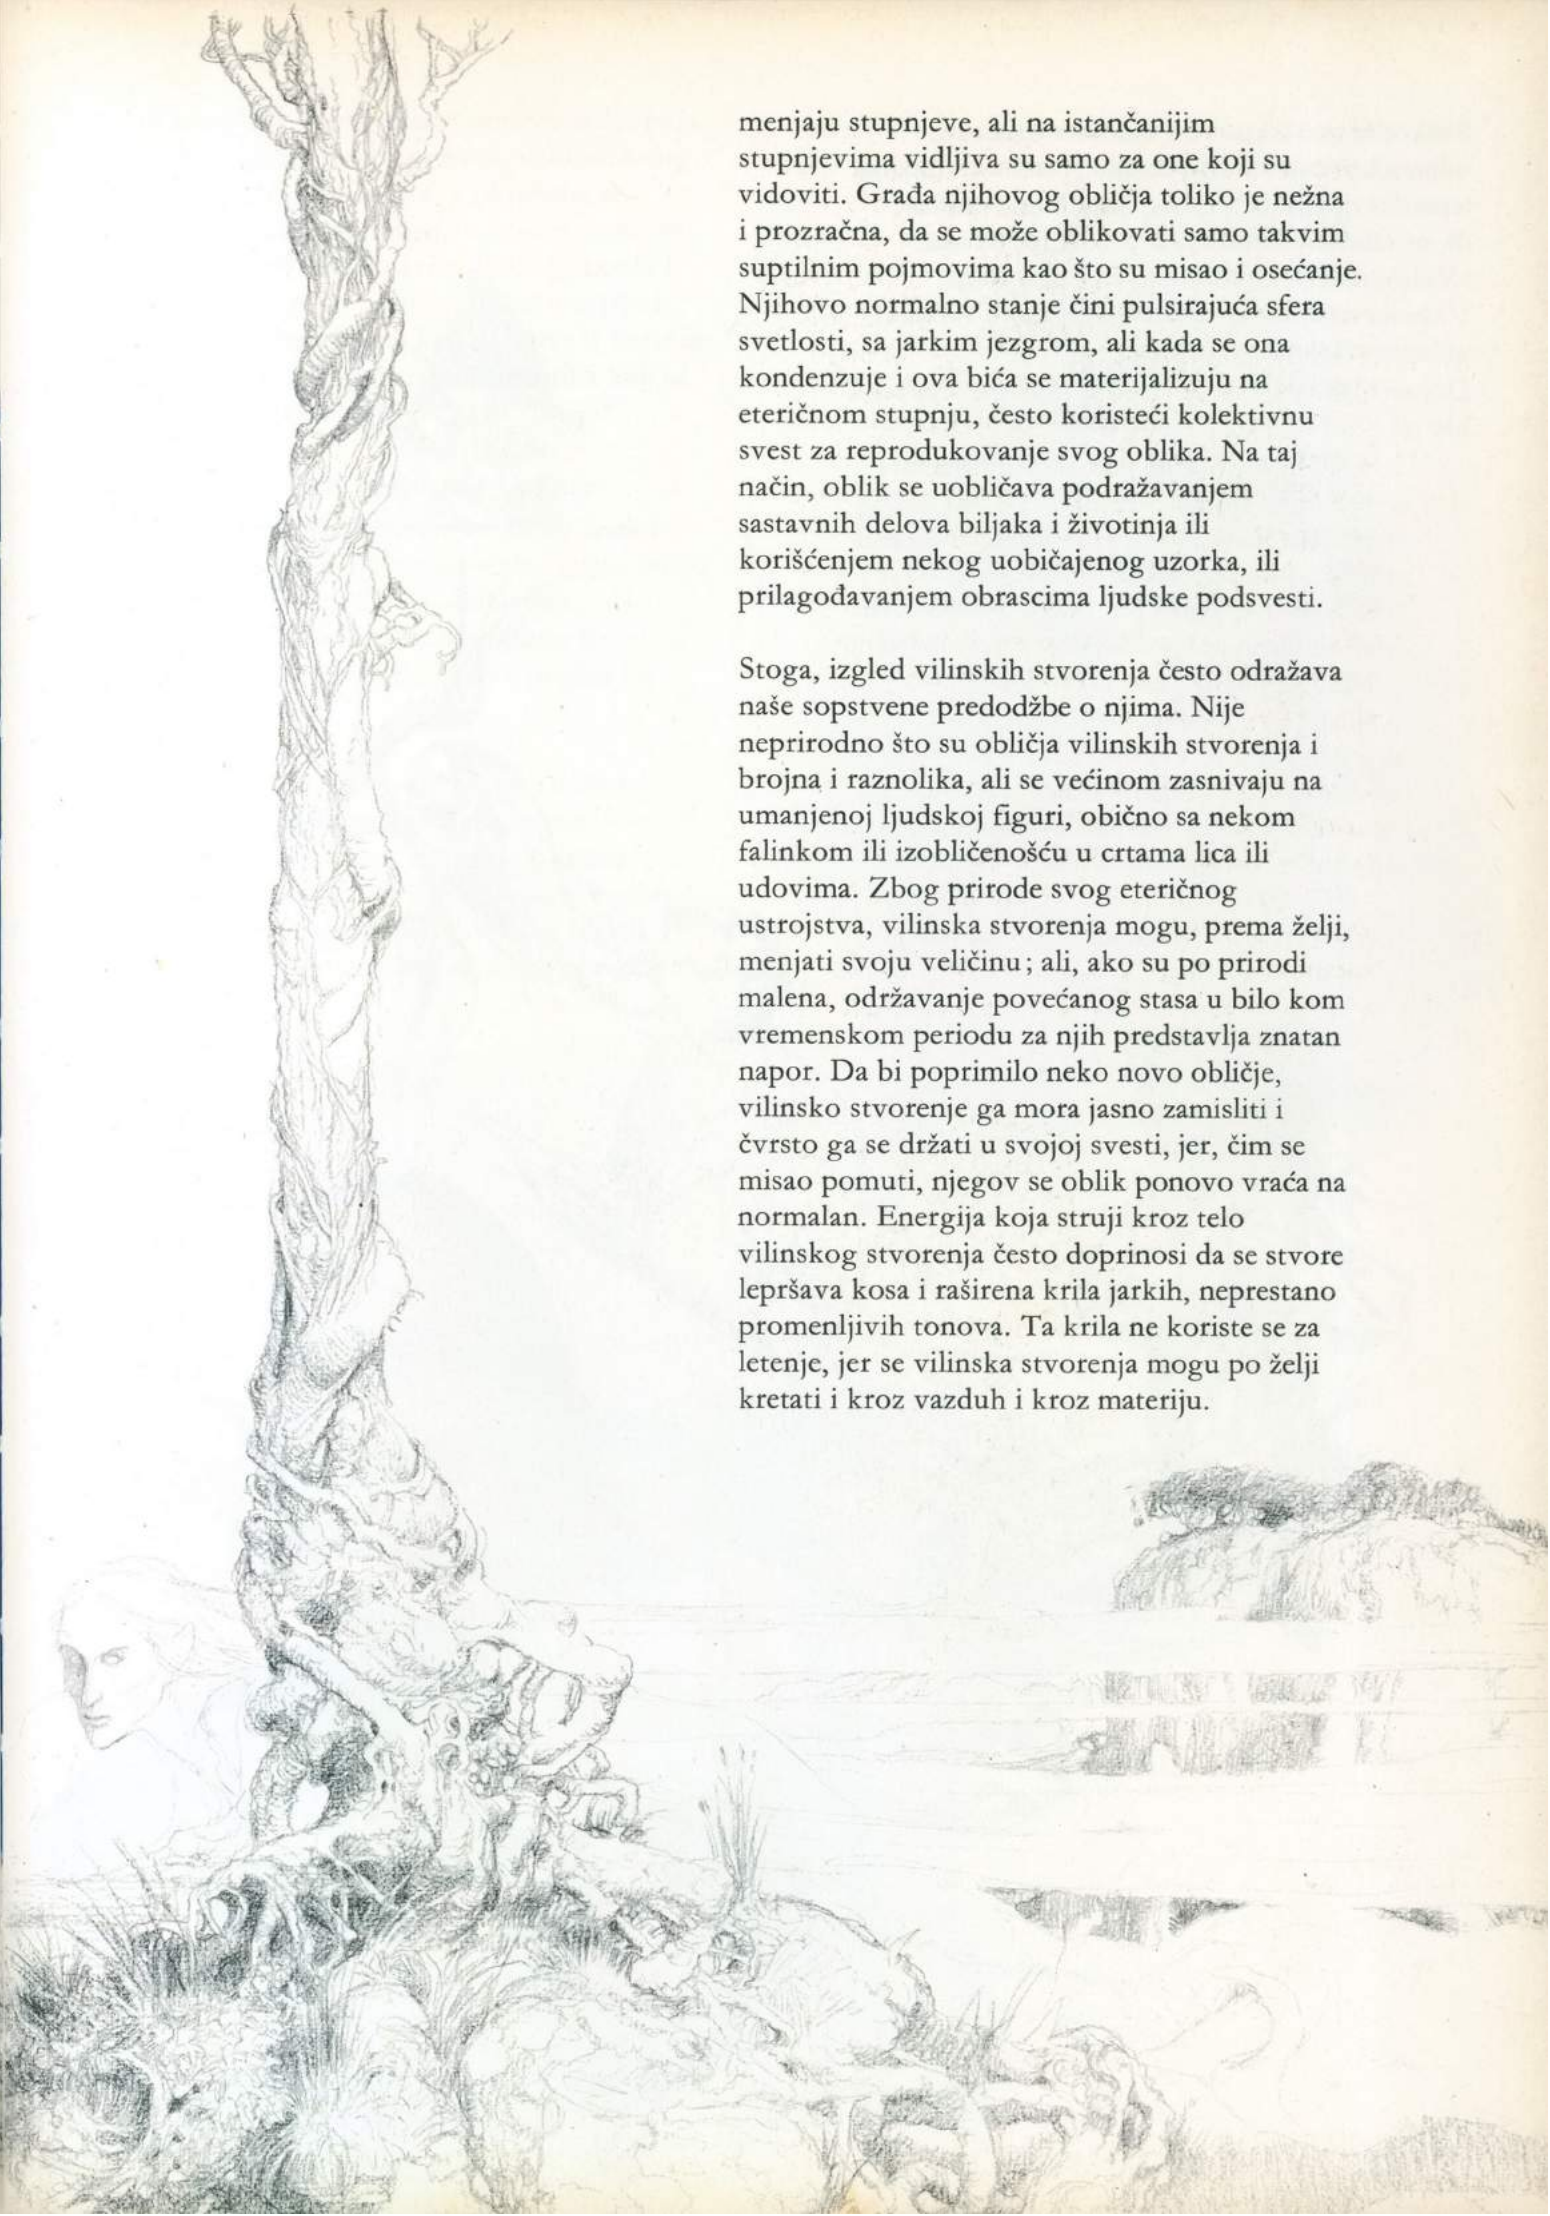 menjaju stupnjeve, ali na istančanijim
stupnjevima vidljiva su samo za one koji su
vidoviti. Građa njihovog obličja toliko je nežna
i prozračna, da se može oblikovati samo takvim
suptilnim pojmovima kao što su misao i osećanje.
Njihovo normalno stanje čini pulsirajuća sfera
svetlosti, sa jarkim jezgrom, ali kada se ona
kondenzuje i ova bića se materijalizuju na
eteričnom stupnju, često koristeći kolektivnu
svest za reprodukovanje svog oblika. Na taj
način, oblik se uobličava podražavanjem
sastavnih delova biljaka i životinja ili
korišćenjem nekog uobičajenog uzorka, ili
prilagođavanjem obrascima ljudske podsvesti.

Stoga, izgled vilinskih stvorenja često odražava
naše sopstvene predodžbe o njima. Nije
neprirodno što su obličja vilinskih stvorenja i
brojna i raznolika, ali se većinom zasnivaju na
umanjenoj ljudskoj figuri, obično sa nekom
falinkom ili izobličenošću u crtama lica ili
udovima. Zbog prirode svog eteričnog
ustrojstva, vilinska stvorenja mogu, prema želji,
menjati svoju veličinu; ali, ako su po prirodi
malena, održavanje povećanog stasa u bilo kom
vremenskom periodu za njih predstavlja znatan
napor. Da bi poprimilo neko novo obličje,
vilinsko stvorenje ga mora jasno zamisliti i
čvrsto ga se držati u svojoj svesti, jer, čim se
misao pomuti, njegov se oblik ponovo vraća na
normalan. Energija koja struji kroz telo
vilinskog stvorenja često doprinosi da se stvore
lepršava kosa i raširena krila jarkih, neprestano
promenljivih tonova. Ta krila ne koriste se za
letenje, jer se vilinska stvorenja mogu po želji
kretati i kroz vazduh i kroz materiju.